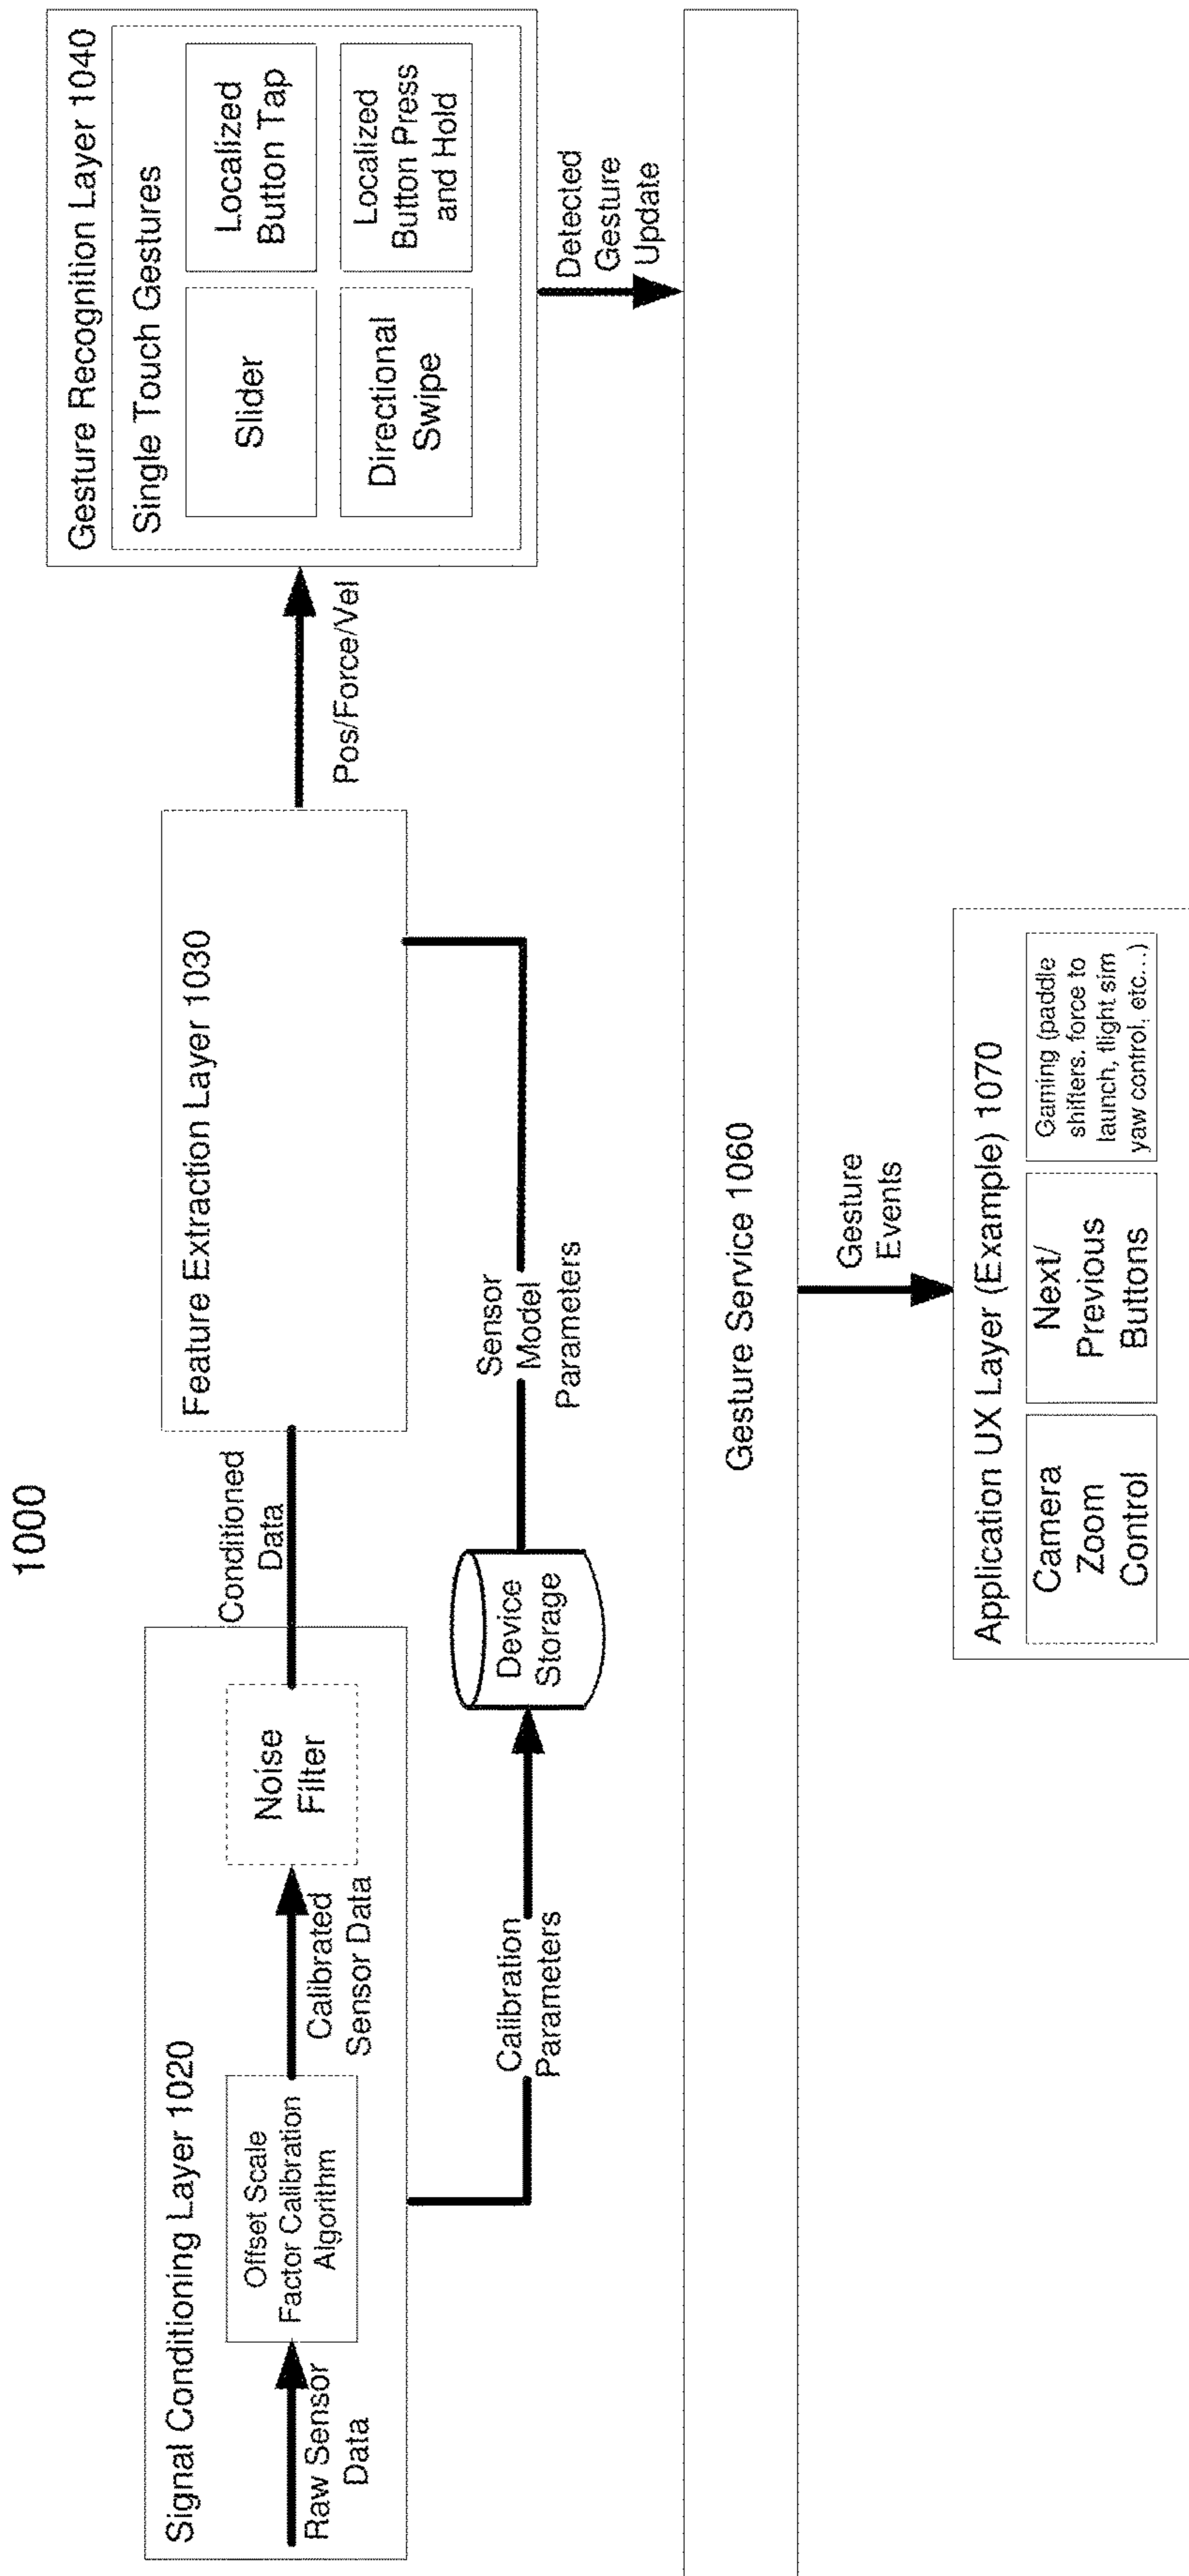 1000
Signal Conditioning Layer 1020
Raw Sensor
Data
Offset Scale
Factor Calibration
Algorithm
Calibrated
Sensor Data
Noise
Filter
Conditioned
Data
Feature Extraction Layer 1030
Pos/Force/Vel
Gesture Recognition Layer 1040
Single Touch Gestures
Slider
Localized
Button Tap
Directional
Swipe
Localized
Button Press
and Hold
Calibration
Parameters
Device
Storage
Sensor
Model
Parameters
Detected
Gesture
Update
Gesture Service 1060
Gesture
Events
Application UX Layer (Example) 1070
Camera
Zoom
Control
Next/
Previous
Buttons
Gaming (paddle
shifters, force to
launch, flight sim
yaw control, etc...)